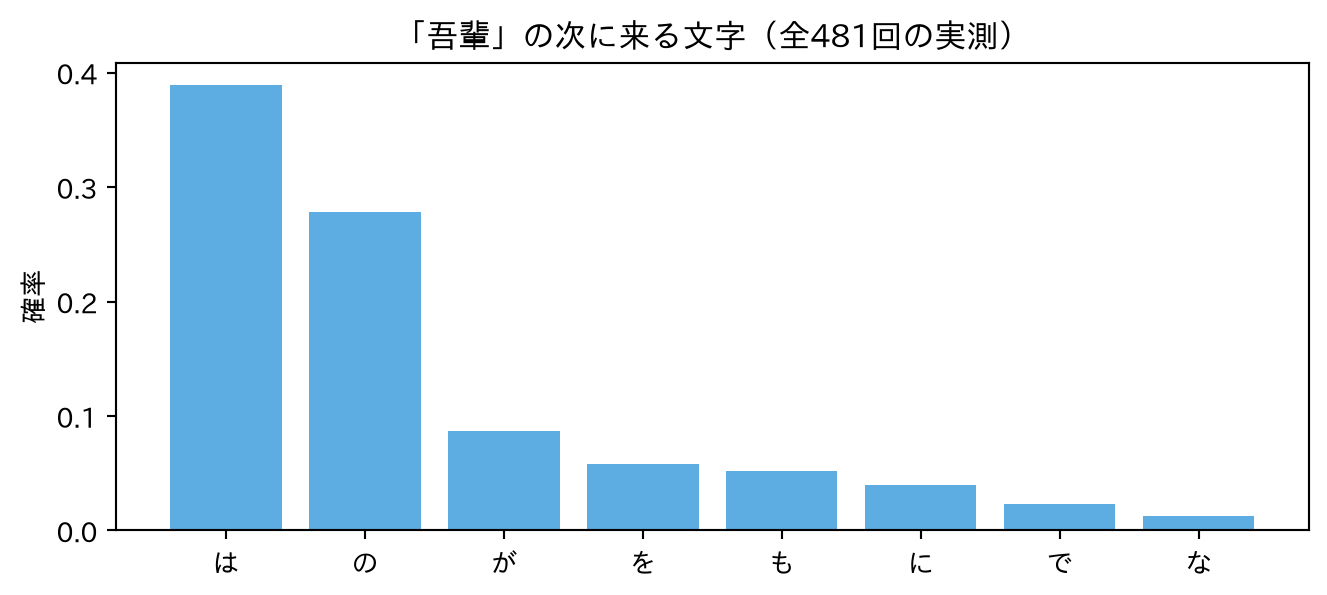 「吾輩」の次に来る文字（全481回の実測）
確率
0.4
0.3
0.2
0.1
0.0
は の が を も に で な